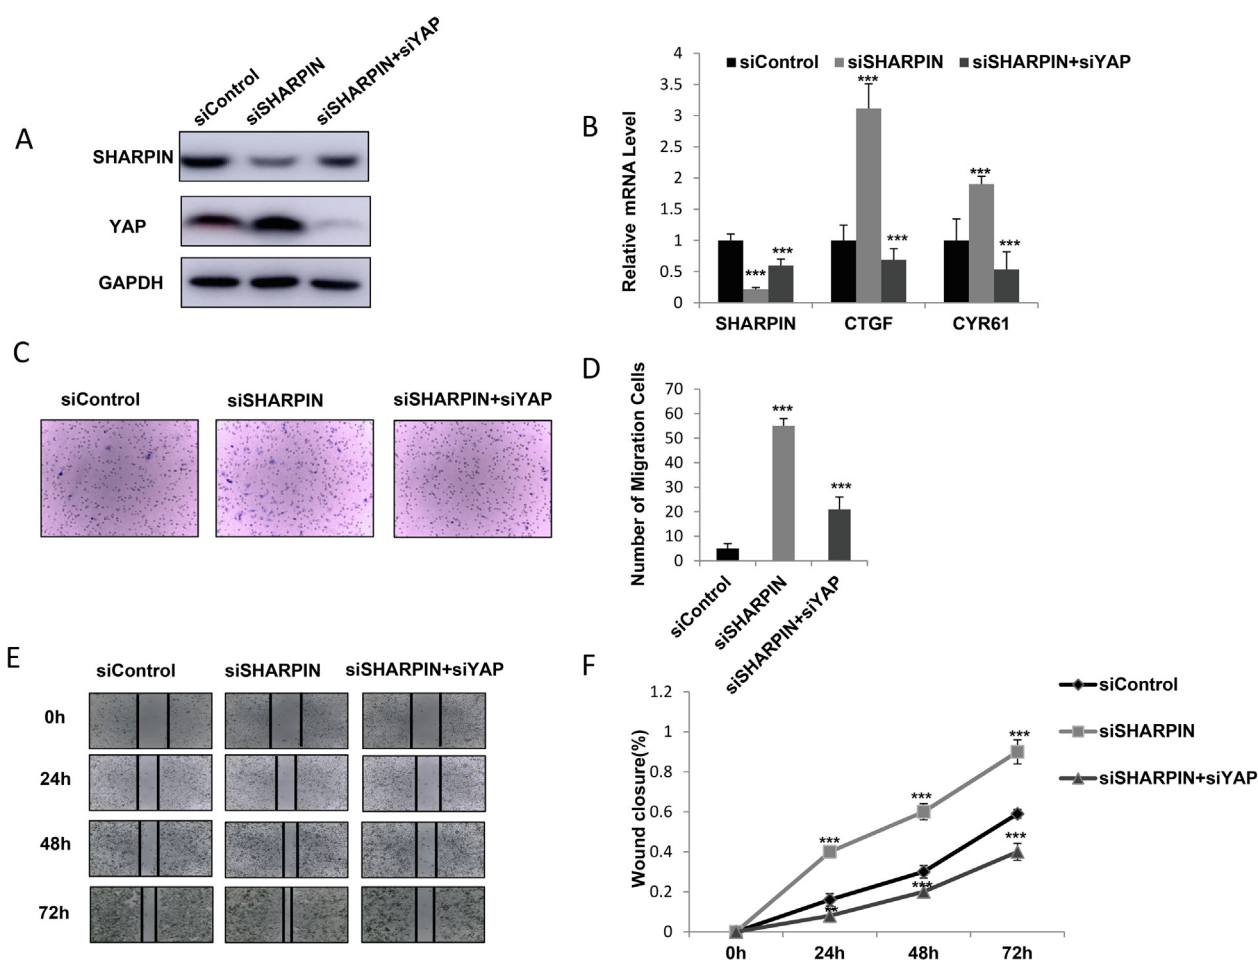 A
siControl
siSHARPIN
siSHARPIN+siYAP
SHARPIN
YAP
GAPDH
B
Relative mRNA Level
siControl siSHARPIN siSHARPIN+siYAP
4
3.5
3
2.5
2
1.5
1
0.5
0
*** *** *** *** *** ***
SHARPIN CTGF CYR61
C
siControl siSHARPIN siSHARPIN+siYAP
D
Number of Migration Cells
70
60
50
40
30
20
10
0
*** ***
siControl
siSHARPIN
siSHARPIN+siYAP
E
siControl siSHARPIN siSHARPIN+siYAP
0h
24h
48h
72h
F
Wound closure(%)
1.2
1
0.8
0.6
0.4
0.2
0
*** *** ***
** *** ***
0h 24h 48h 72h
siControl
siSHARPIN
siSHARPIN+siYAP